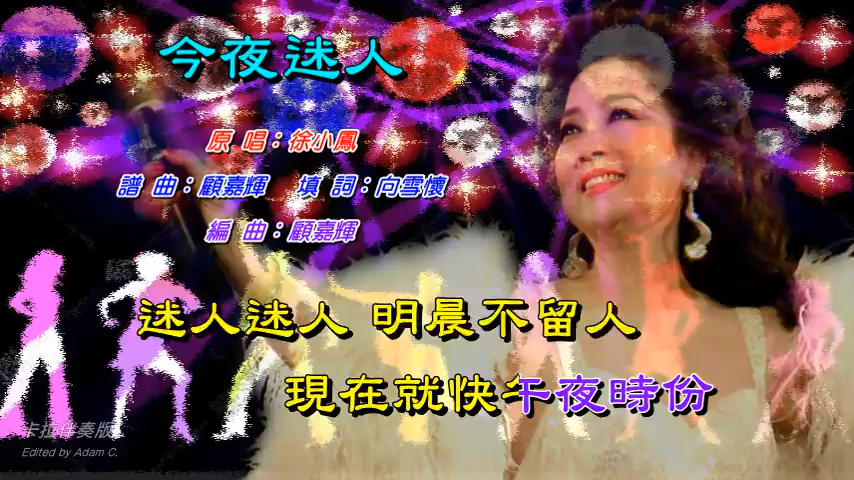 今夜迷人
原 唱：徐小鳳
譜 曲：顧嘉輝 填 詞：向雪懷
編 曲：顧嘉輝
迷人迷人 明晨不留人
現在就快午夜時份
卡拉伴奏版
Edited by Adam C.